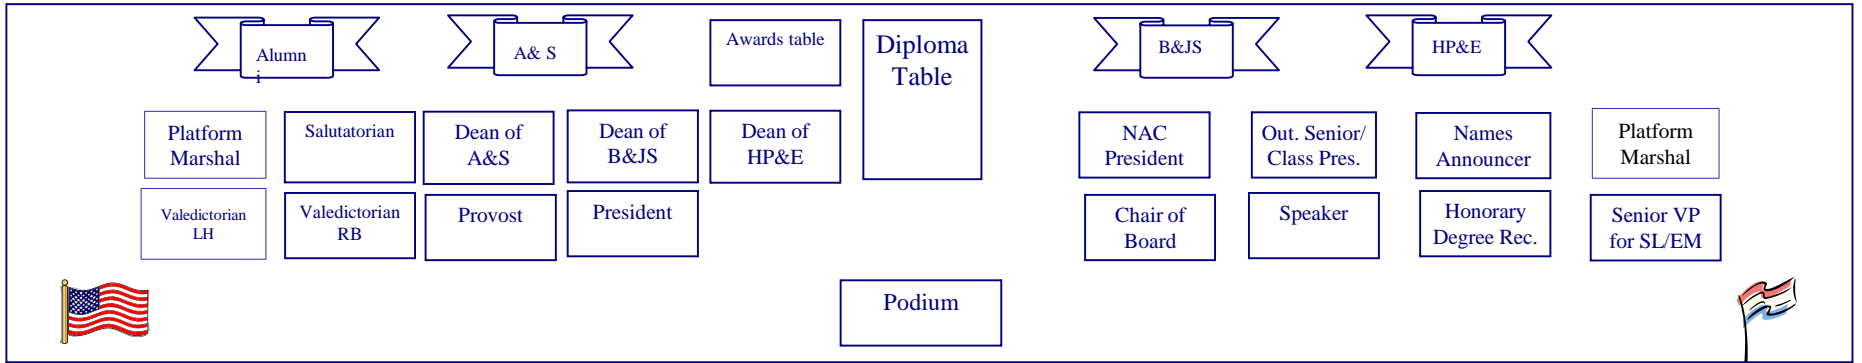 Alumn
i
A& S
Awards table
Diploma
Table
B&JS
HP&E
Platform
Marshal
Salutatorian
Dean of
A&S
Dean of
B&JS
Dean of
HP&E
NAC
President
Out. Senior/
Class Pres.
Names
Announcer
Platform
Marshal
Valedictorian
LH
Valedictorian
RB
Provost
President
Chair of
Board
Speaker
Honorary
Degree Rec.
Senior VP
for SL/EM
Podium